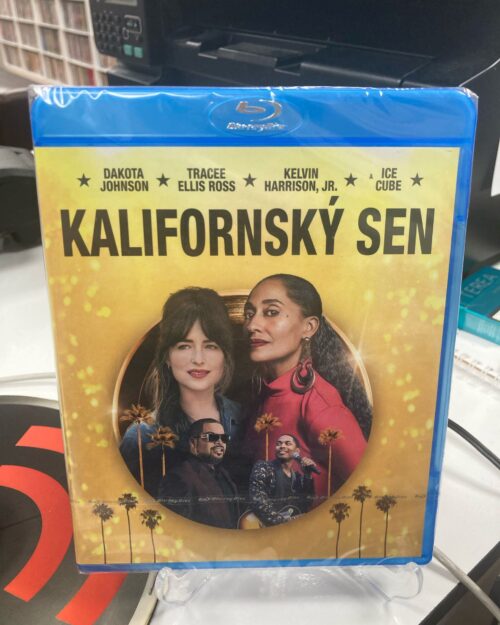 Blu-ray Disc
★ DAKOTA JOHNSON ★ TRACEE ELLIS ROSS ★ KELVIN HARRISON, JR. ★ A ICE CUBE ★
KALIFORNSKÝ SEN